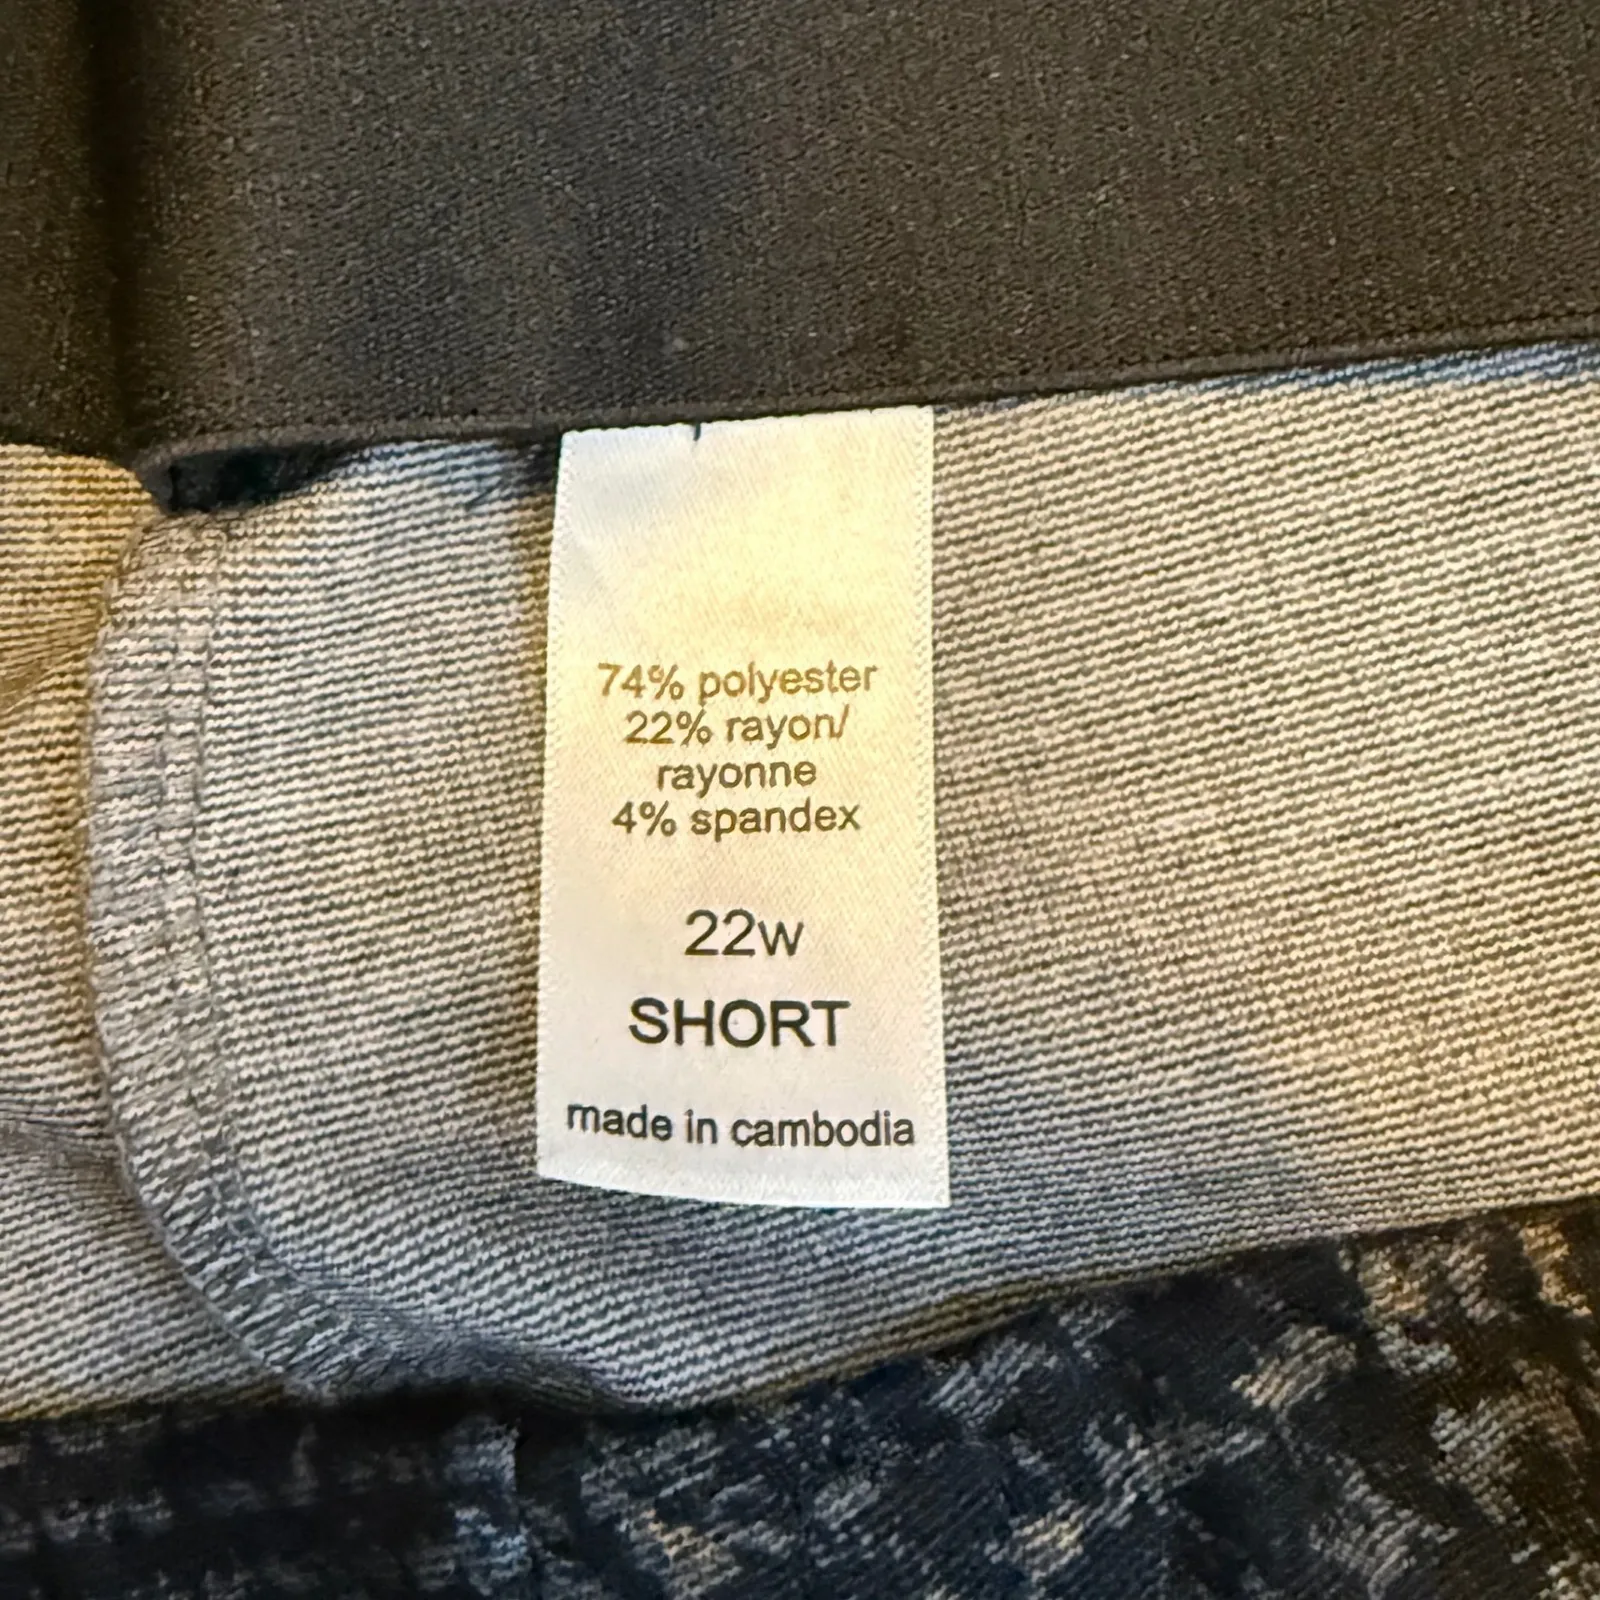 74% polyester
22% rayon/
rayonne
4% spandex
22w
SHORT
made in cambodia